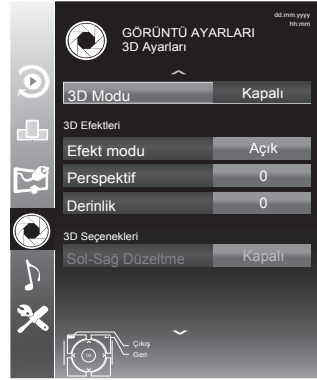 dd.mm.yyyy
hh:mm
GÖRÜNTÜ AYARLARI
3D Ayarları
3D Modu Kapalı
3D Efektleri
Efekt modu Açık
Perspektif 0
Derinlik 0
3D Seçenekleri
Sol-Sağ Düzeltme Kapalı
Çıkış
OK
Geri